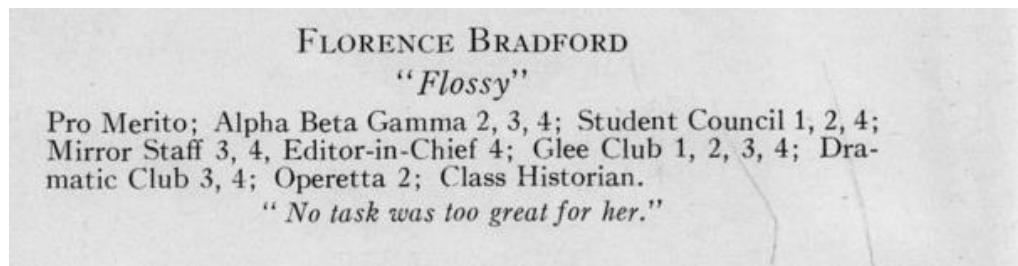 FLORENCE BRADFORD
"Flossy"
Pro Merito; Alpha Beta Gamma 2, 3, 4; Student Council 1, 2, 4;
Mirror Staff 3, 4, Editor-in-Chief 4; Glee Club 1, 2, 3, 4; Dra-
matic Club 3, 4; Operetta 2; Class Historian.
" No task was too great for her."